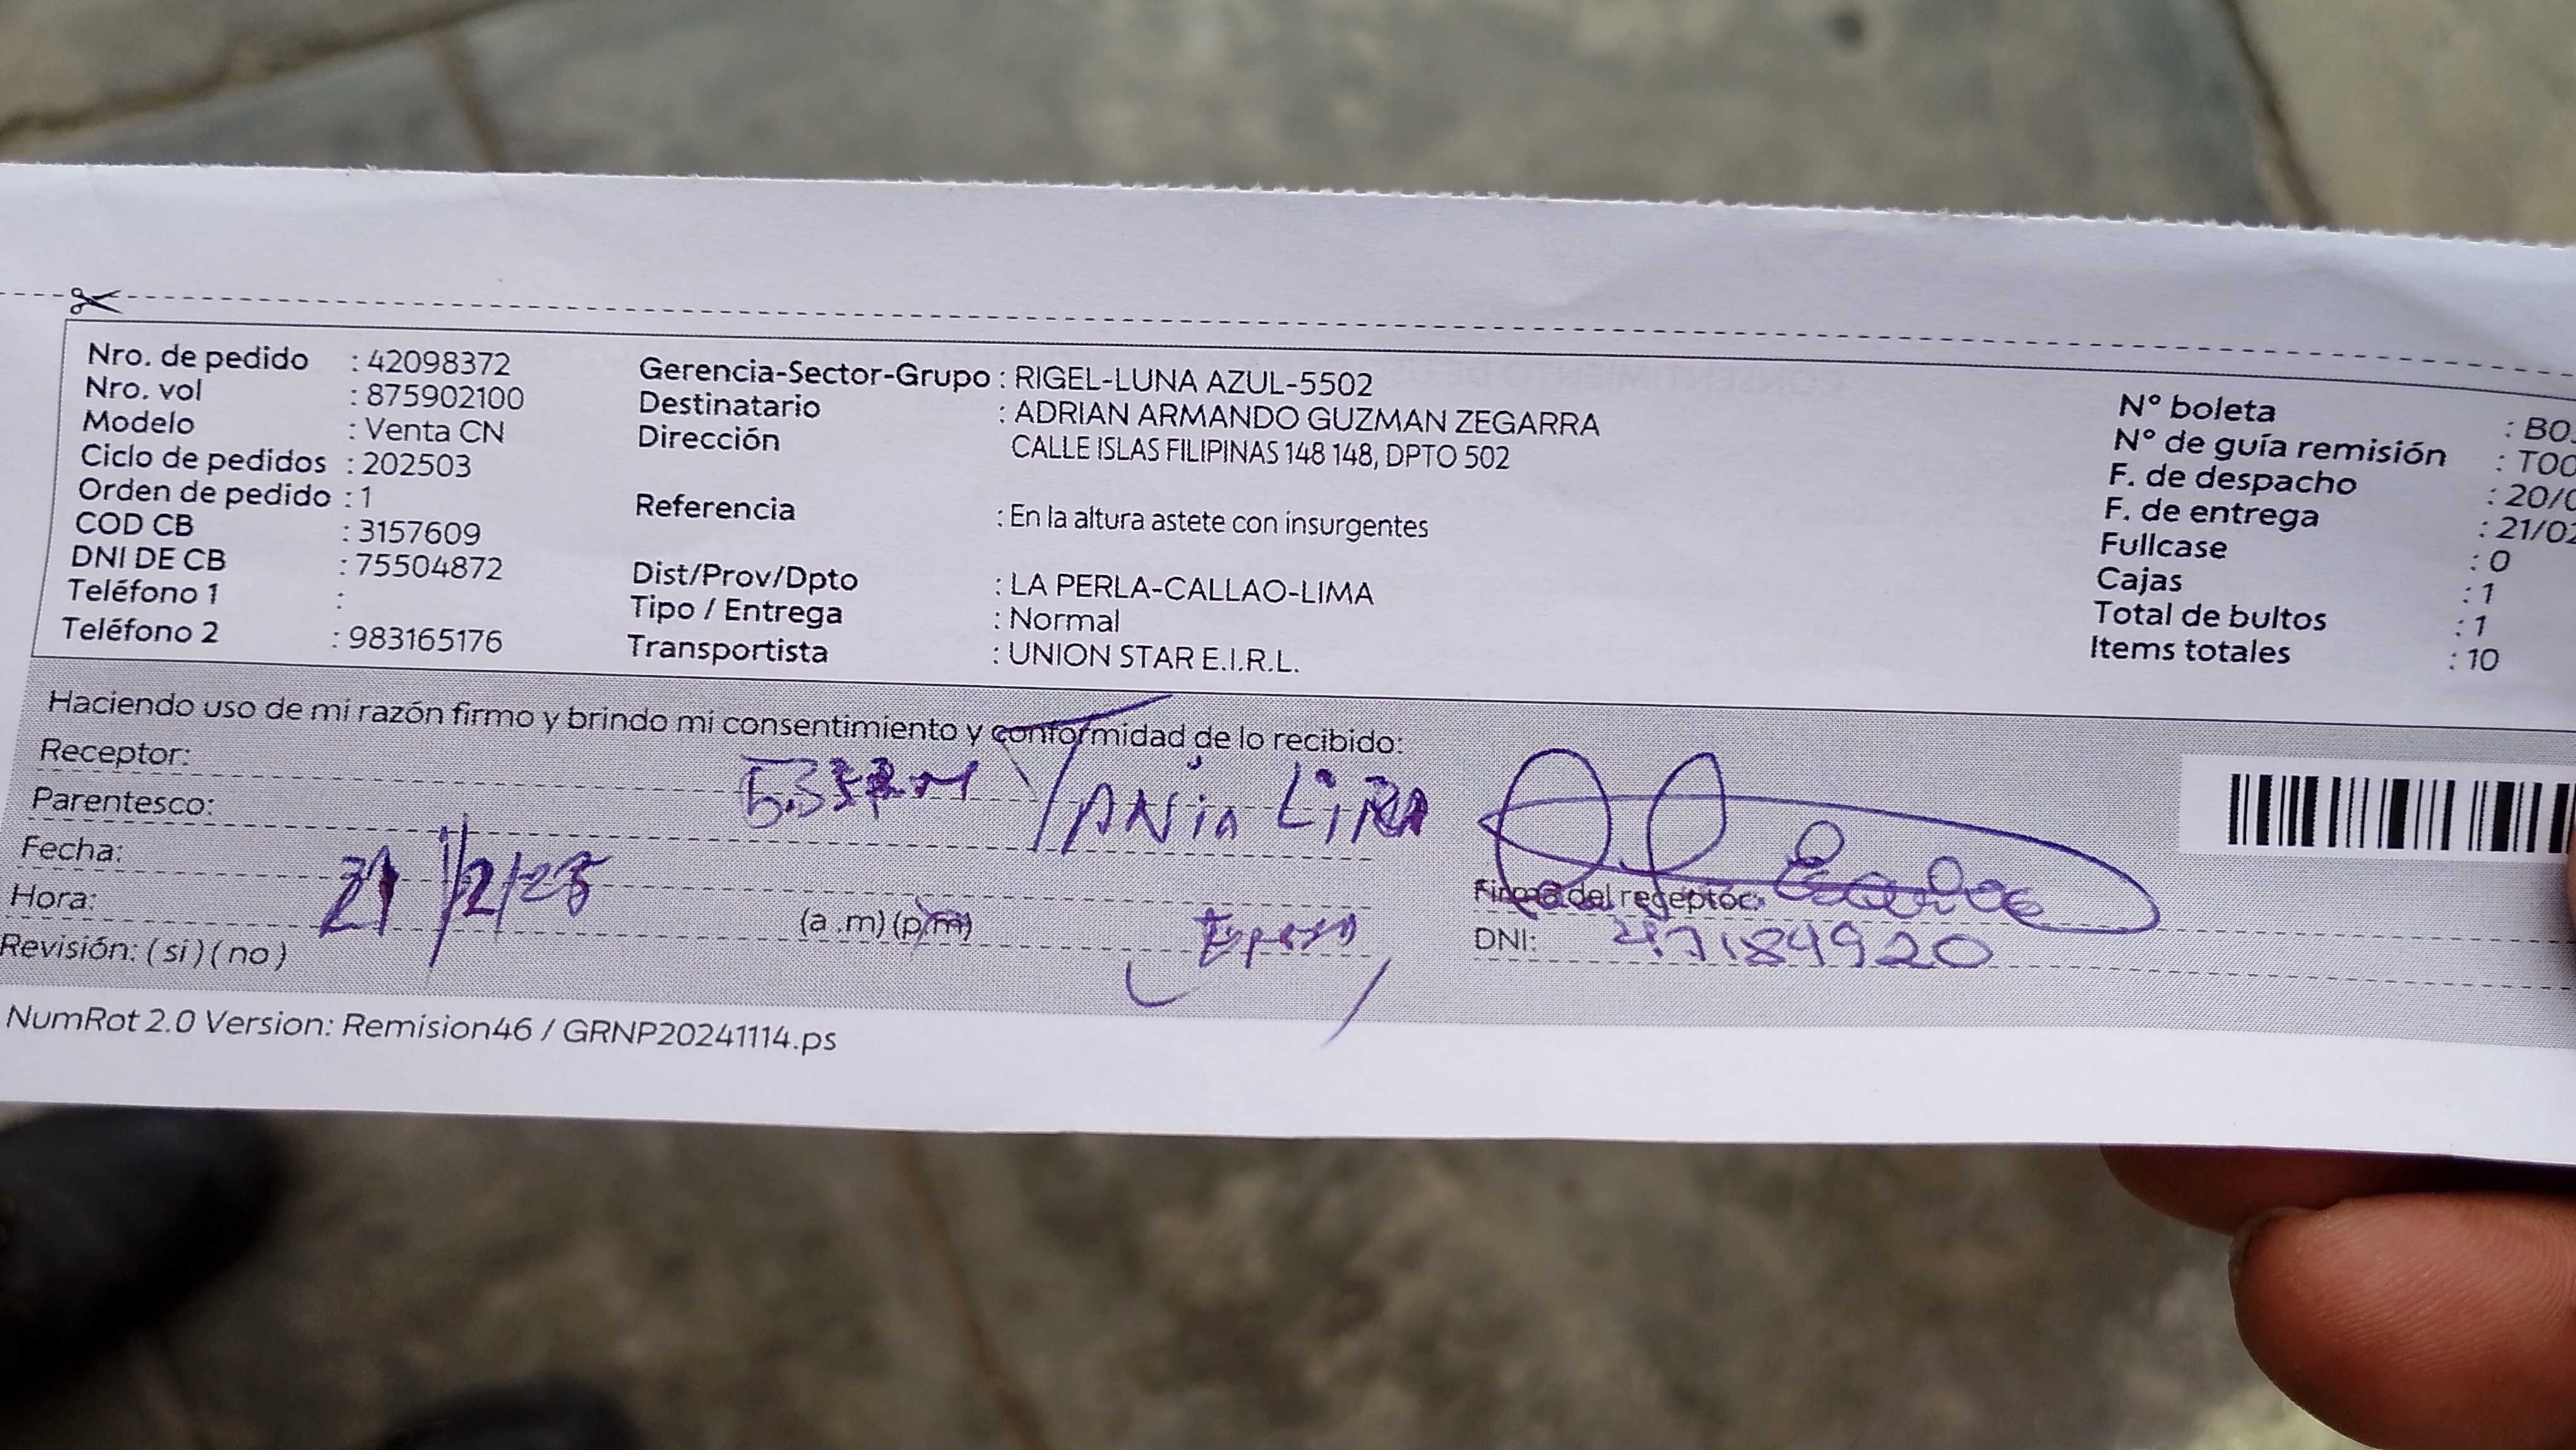 Nro. de pedido : 42098372
Nro. vol : 875902100
Modelo : Venta CN
Ciclo de pedidos : 202503
Orden de pedido : 1
COD CB : 3157609
DNI DE CB : 75504872
Teléfono 1 :
Teléfono 2 : 983165176
Gerencia-Sector-Grupo : RIGEL-LUNA AZUL-5502
Destinatario : ADRIAN ARMANDO GUZMAN ZEGARRA
Dirección CALLE ISLAS FILIPINAS 148 148, DPTO 502
Referencia : En la altura astete con insurgentes
Dist/Prov/Dpto : LA PERLA-CALLAO-LIMA
Tipo / Entrega : Normal
Transportista : UNION STAR E.I.R.L.
N° boleta : B0
N° de guía remisión : T00
F. de despacho : 20/0
F. de entrega : 21/02
Fullcase : 0
Cajas : 1
Total de bultos : 1
Items totales : 10
Haciendo uso de mi razón firmo y brindo mi consentimiento y conformidad de lo recibido:
Receptor: YANia LiRA
Parentesco:
Fecha: 21/2/25
Hora: (a .m) (p.m)
Revisión: ( si ) ( no )
Firma del receptor:
DNI:
NumRot 2.0 Version: Remision46 / GRNP20241114.ps